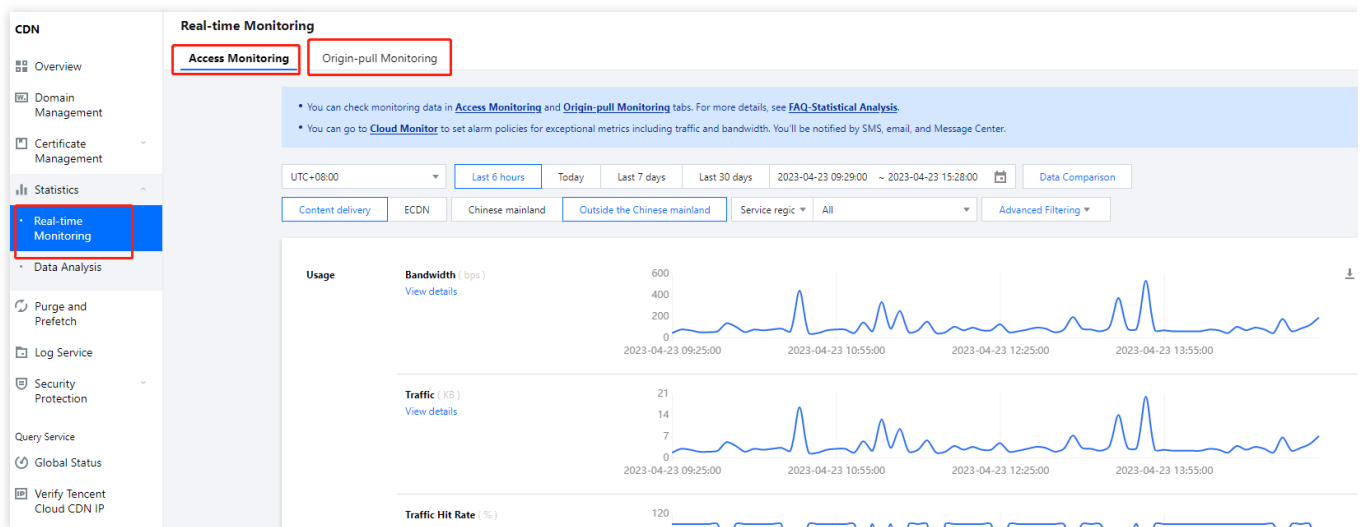 CDN
Overview
Domain
Management
Certificate
Management
Statistics
Real-time
Monitoring
Data Analysis
Purge and
Prefetch
Log Service
Security
Protection
Query Service
Global Status
Verify Tencent
Cloud CDN IP
Real-time Monitoring
Access Monitoring
Origin-pull Monitoring
• You can check monitoring data in Access Monitoring and Origin-pull Monitoring tabs. For more details, see FAQ-Statistical Analysis.
• You can go to Cloud Monitor to set alarm policies for exceptional metrics including traffic and bandwidth. You'll be notified by SMS, email, and Message Center.
UTC+08:00
Last 6 hours
Today
Last 7 days
Last 30 days
2023-04-23 09:29:00 ~ 2023-04-23 15:28:00
Data Comparison
Content delivery
ECDN
Chinese mainland
Outside the Chinese mainland
Service regic
All
Advanced Filtering
Usage
Bandwidth ( bps )
View details
600
400
200
0
2023-04-23 09:25:00
2023-04-23 10:55:00
2023-04-23 12:25:00
2023-04-23 13:55:00
Traffic ( KB )
View details
21
14
7
0
2023-04-23 09:25:00
2023-04-23 10:55:00
2023-04-23 12:25:00
2023-04-23 13:55:00
Traffic Hit Rate ( % )
120